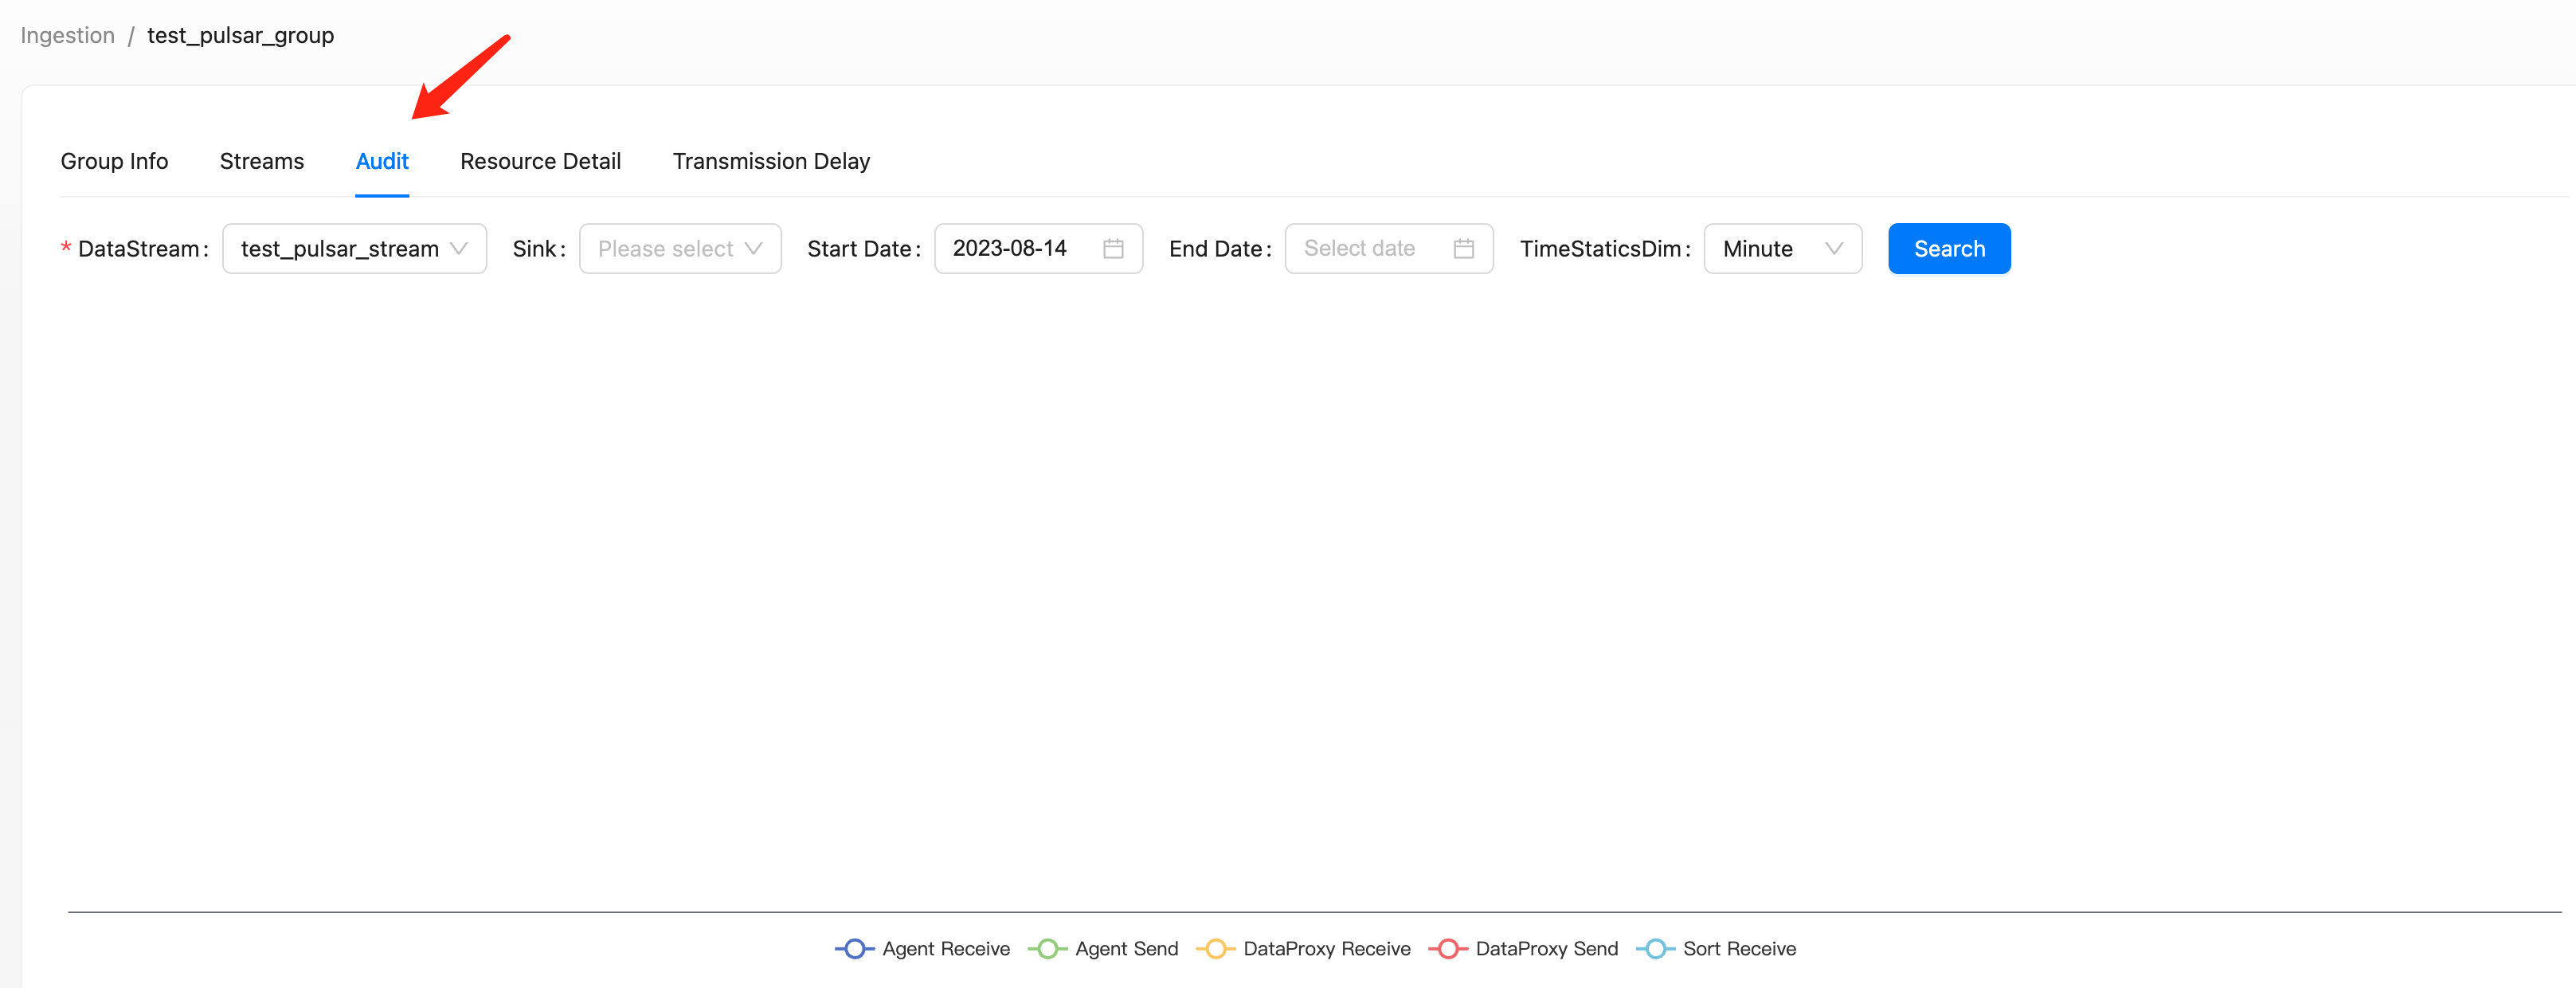 Ingestion / test_pulsar_group
Group Info Streams Audit Resource Detail Transmission Delay
* DataStream: test_pulsar_stream Sink: Please select Start Date: 2023-08-14 End Date: Select date TimeStaticsDim: Minute Search
Agent Receive Agent Send DataProxy Receive DataProxy Send Sort Receive